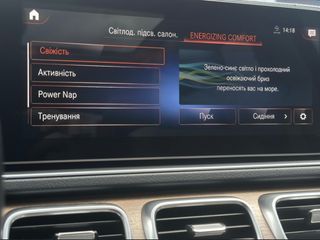 14:18
Світлод. підсв. салон.
ENERGIZING COMFORT
Свіжість
Активність
Power Nap
Тренування
Зелено-синє світло і прохолодний
освіжаючий бриз
переносять вас на море.
Пуск
Сидіння